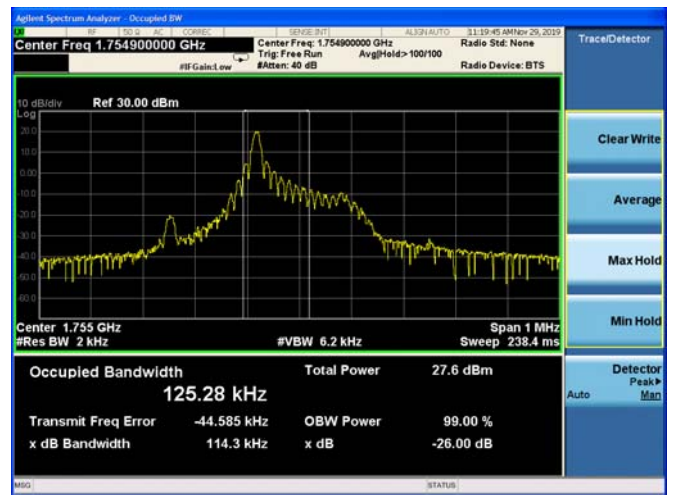 Agilent Spectrum Analyzer - Occupied BW
RF 50 Ω AC CORREC SENSE:INT ALIGN AUTO 11:19:45 AM Nov 29, 2019
Center Freq 1.754900000 GHz Center Freq: 1.754900000 GHz Radio Std: None
Trig: Free Run Avg|Hold:>100/100
#IFGain:Low #Atten: 40 dB Radio Device: BTS
Trace/Detector
10 dB/div Ref 30.00 dBm
Log
20.0
10.0
0.00
-10.0
-20.0
-30.0
-40.0
-50.0
-60.0
Clear Write
Average
Max Hold
Min Hold
Center 1.755 GHz Span 1 MHz
#Res BW 2 kHz #VBW 6.2 kHz Sweep 238.4 ms
Occupied Bandwidth Total Power 27.6 dBm
125.28 kHz
Transmit Freq Error -44.585 kHz OBW Power 99.00 %
x dB Bandwidth 114.3 kHz x dB -26.00 dB
Detector
Peak▶
Auto Man
MSG STATUS